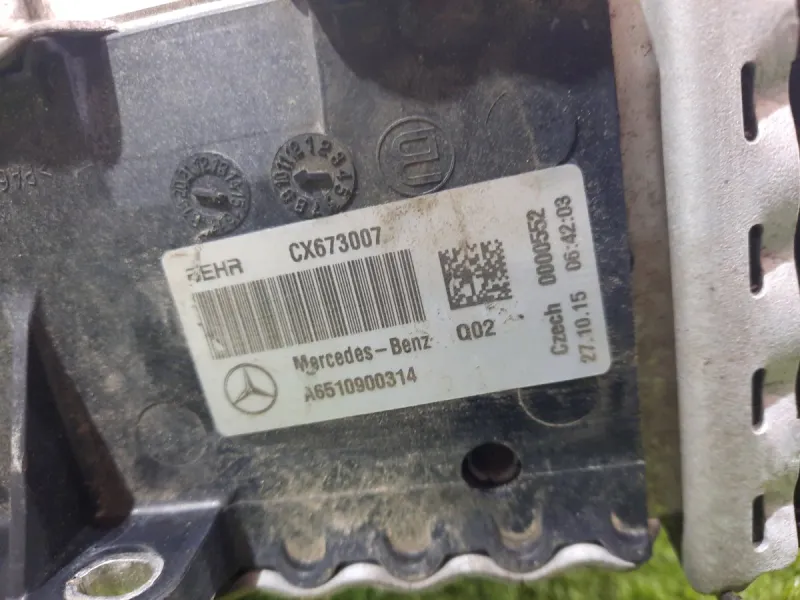 BEHR CX673007
Mercedes-Benz Q02
A6510900314
Czech 0000552
27.10.15 06:42:03